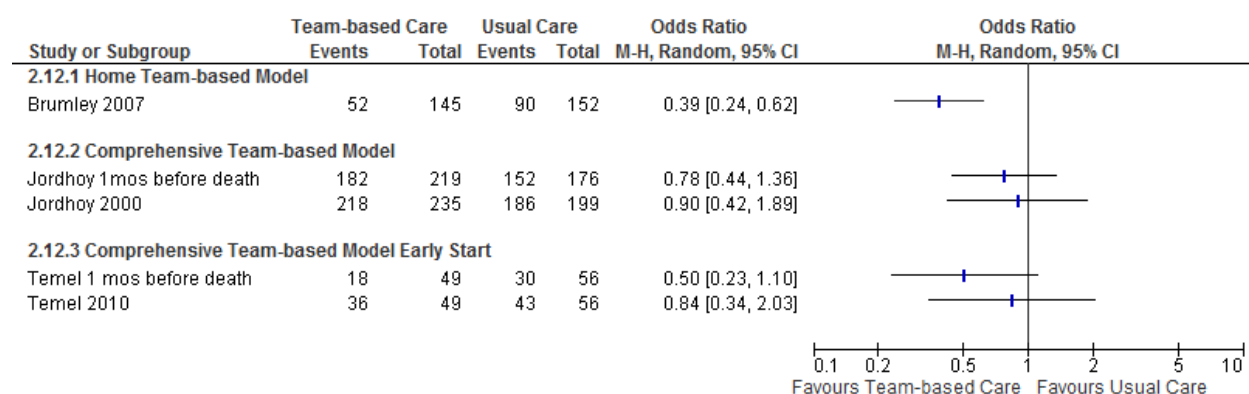 Team-based Care Usual Care Odds Ratio Odds Ratio
Study or Subgroup Events Total Events Total M-H, Random, 95% CI M-H, Random, 95% CI
2.12.1 Home Team-based Model
Brumley 2007 52 145 90 152 0.39 [0.24, 0.62]
2.12.2 Comprehensive Team-based Model
Jordhoy 1mos before death 182 219 152 176 0.78 [0.44, 1.36]
Jordhoy 2000 218 235 186 199 0.90 [0.42, 1.89]
2.12.3 Comprehensive Team-based Model Early Start
Temel 1 mos before death 18 49 30 56 0.50 [0.23, 1.10]
Temel 2010 36 49 43 56 0.84 [0.34, 2.03]
0.1 0.2 0.5 1 2 5 10
Favours Team-based Care Favours Usual Care